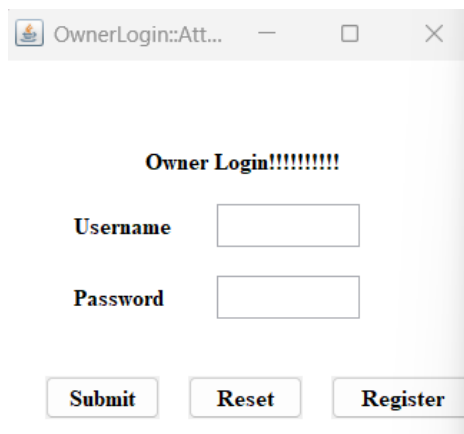 OwnerLogin::Att...
Owner Login!!!!!!!!!!
Username
Password
Submit Reset Register